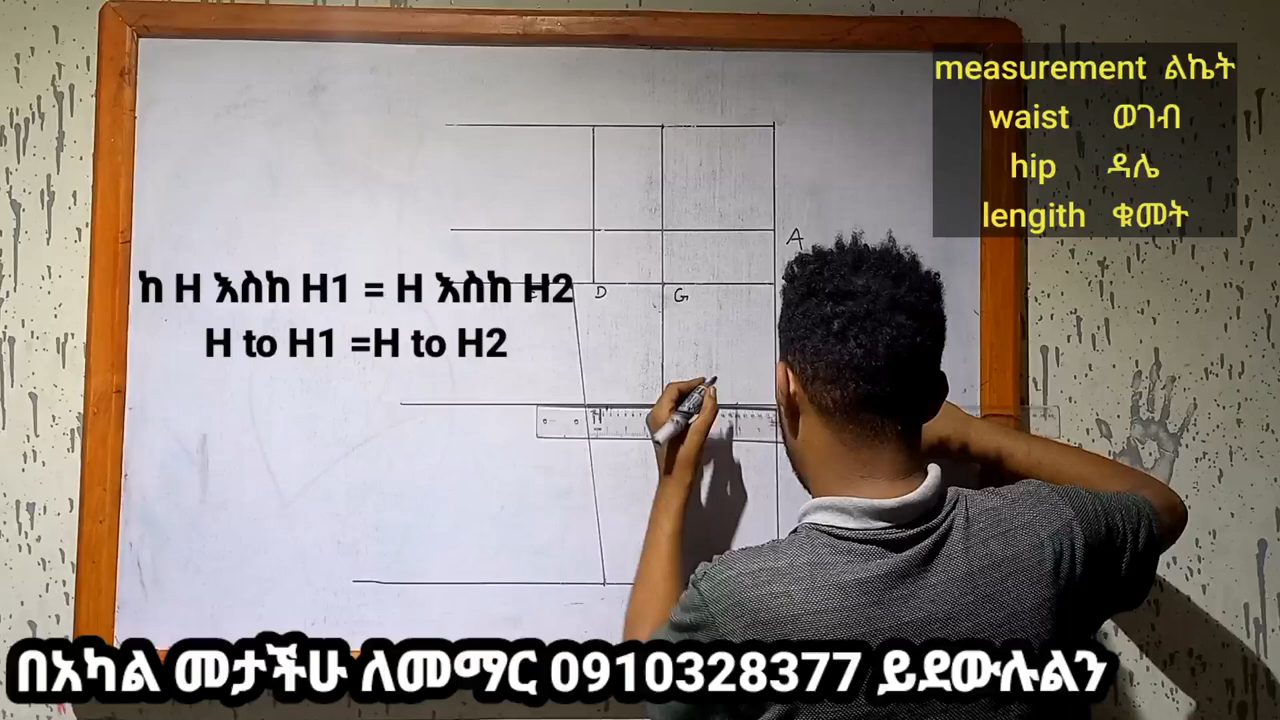 measurement ልኬት
waist ወገብ
hip ዳሌ
lengith ቁመት
A
ከ H እስከ H1 = H እስከ H2
D G
H to H1 =H to H2
H
በአካል መታችሁ ለመማር 0910328377 ይደውሉልን